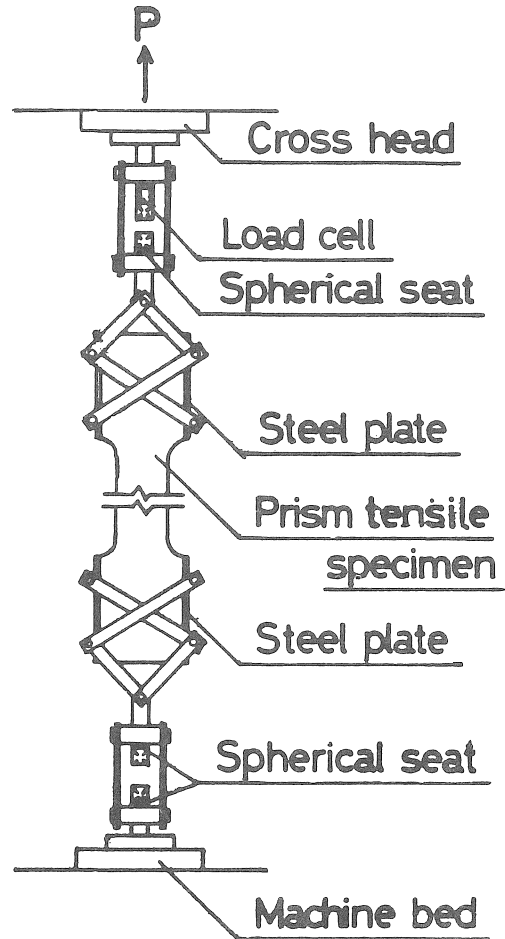 P
Cross head
Load cell
Spherical seat
Steel plate
Prism tensile
specimen
Steel plate
Spherical seat
Machine bed